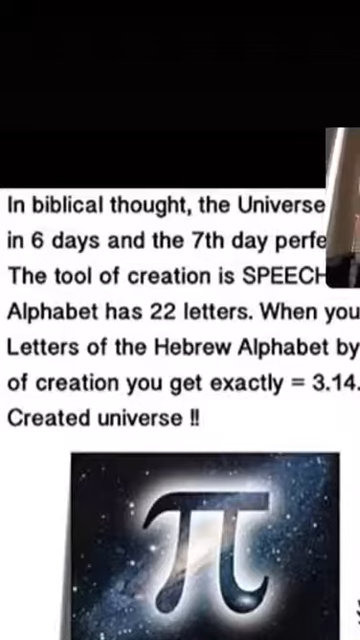 In biblical thought, the Universe
in 6 days and the 7th day perfe
The tool of creation is SPEECH
Alphabet has 22 letters. When you
Letters of the Hebrew Alphabet by
of creation you get exactly = 3.14.
Created universe !!
π